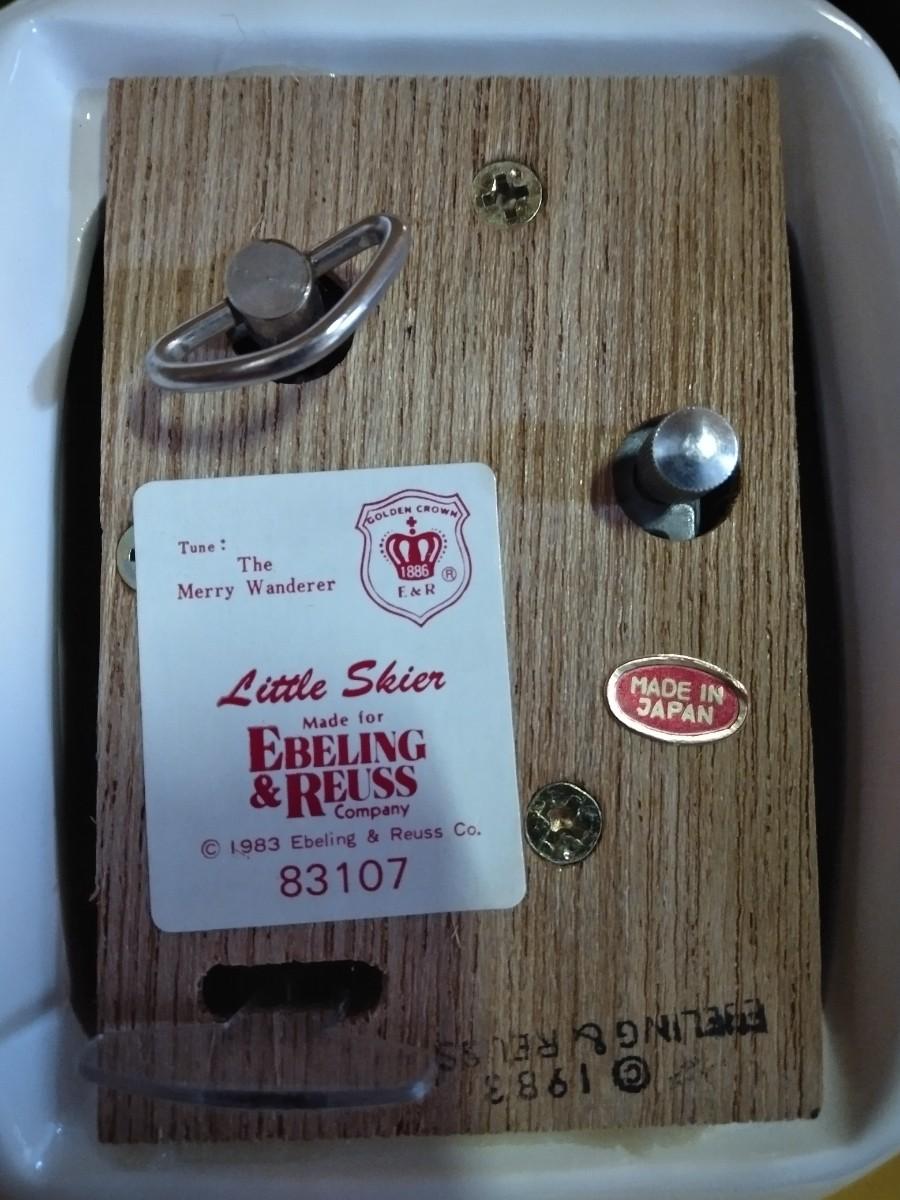 Tune:
The
Merry Wanderer
GOLDEN CROWN
1886 ®
E & R
Little Skier
Made for
EBELING
& REUSS
Company
© 1983 Ebeling & Reuss Co.
83107
MADE IN
JAPAN
EBELING & REUSS
© 1983